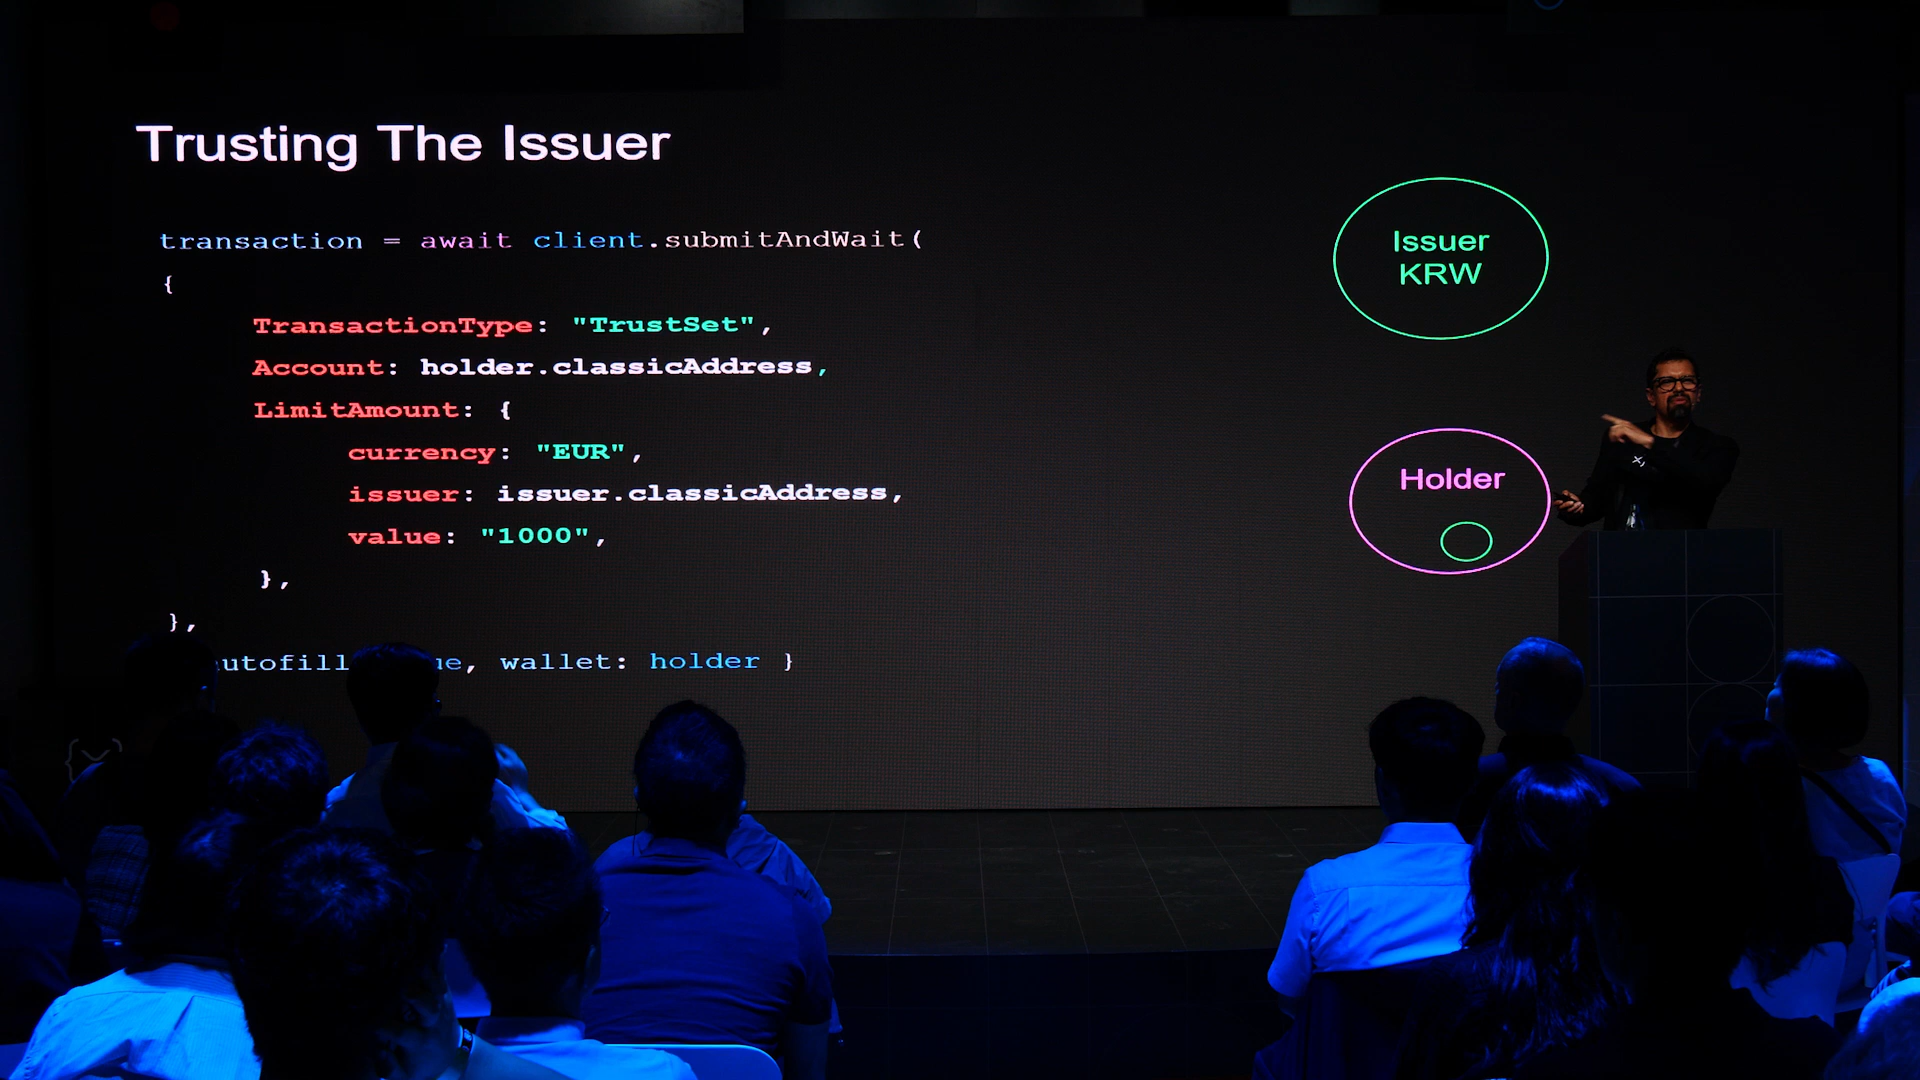 Trusting The Issuer
transaction = await client.submitAndWait(
{
TransactionType: "TrustSet",
Account: holder.classicAddress,
LimitAmount: {
currency: "EUR",
issuer: issuer.classicAddress,
value: "1000",
},
},
utofill ue, wallet: holder }
Issuer
KRW
Holder